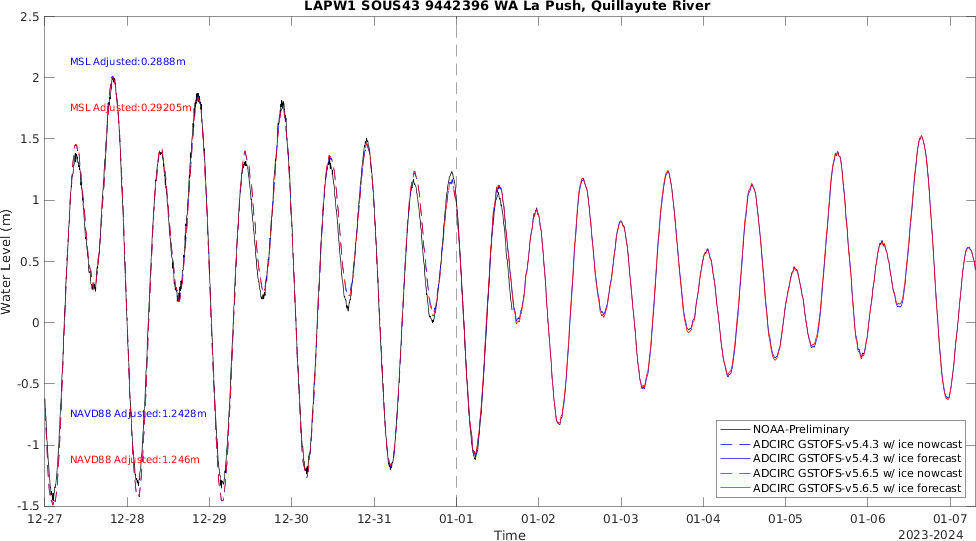 LAPW1 SOUS43 9442396 WA La Push, Quillayute River
2.5
2
1.5
1
0.5
0
-0.5
-1
-1.5
Water Level (m)
MSL Adjusted:0.2888m
MSL Adjusted:0.29205m
NAVD88 Adjusted:1.2428m
NAVD88 Adjusted:1.246m
NOAA-Preliminary
ADCIRC GSTOFS-v5.4.3 w/ ice nowcast
ADCIRC GSTOFS-v5.4.3 w/ ice forecast
ADCIRC GSTOFS-v5.6.5 w/ ice nowcast
ADCIRC GSTOFS-v5.6.5 w/ ice forecast
12-27 12-28 12-29 12-30 12-31 01-01 01-02 01-03 01-04 01-05 01-06 01-07
Time
2023-2024